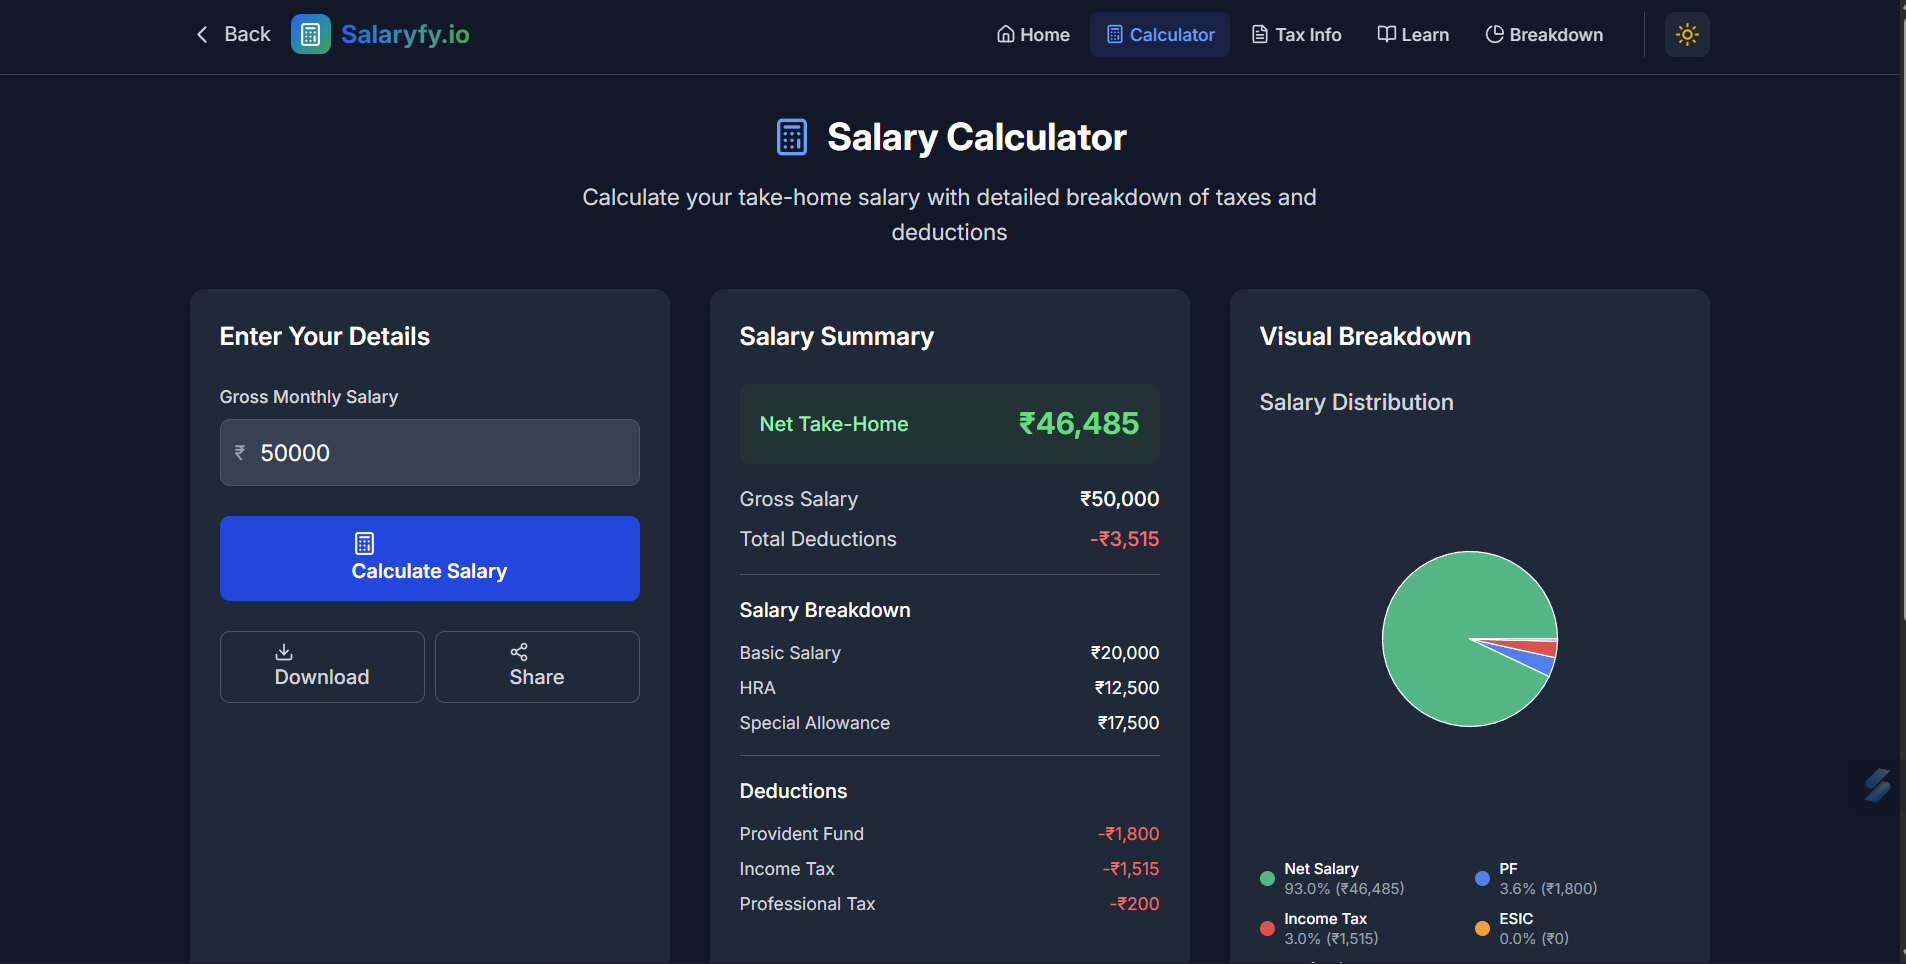 Back
Salaryfy.io
Home
Calculator
Tax Info
Learn
Breakdown
Salary Calculator
Calculate your take-home salary with detailed breakdown of taxes and
deductions
Enter Your Details
Gross Monthly Salary
₹ 50000
Calculate Salary
Download
Share
Salary Summary
Net Take-Home ₹46,485
Gross Salary ₹50,000
Total Deductions -₹3,515
Salary Breakdown
Basic Salary ₹20,000
HRA ₹12,500
Special Allowance ₹17,500
Deductions
Provident Fund -₹1,800
Income Tax -₹1,515
Professional Tax -₹200
Visual Breakdown
Salary Distribution
Net Salary
93.0% (₹46,485)
PF
3.6% (₹1,800)
Income Tax
3.0% (₹1,515)
ESIC
0.0% (₹0)